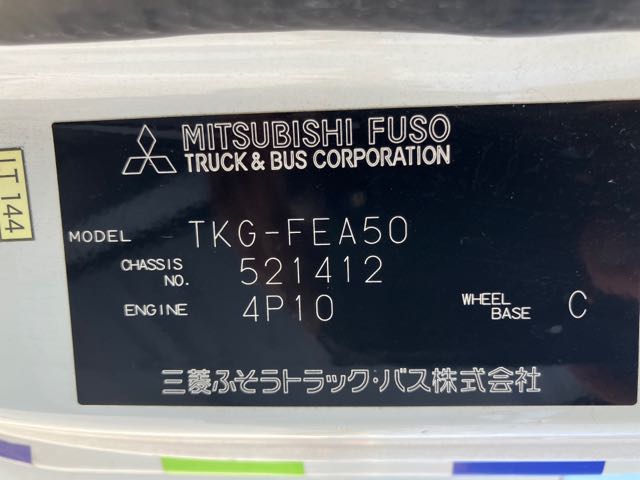 MITSUBISHI FUSO
TRUCK & BUS CORPORATION
MODEL TKG-FEA50
CHASSIS NO. 521412
ENGINE 4P10 WHEEL BASE C
三菱ふそうトラック・バス株式会社
LT 144